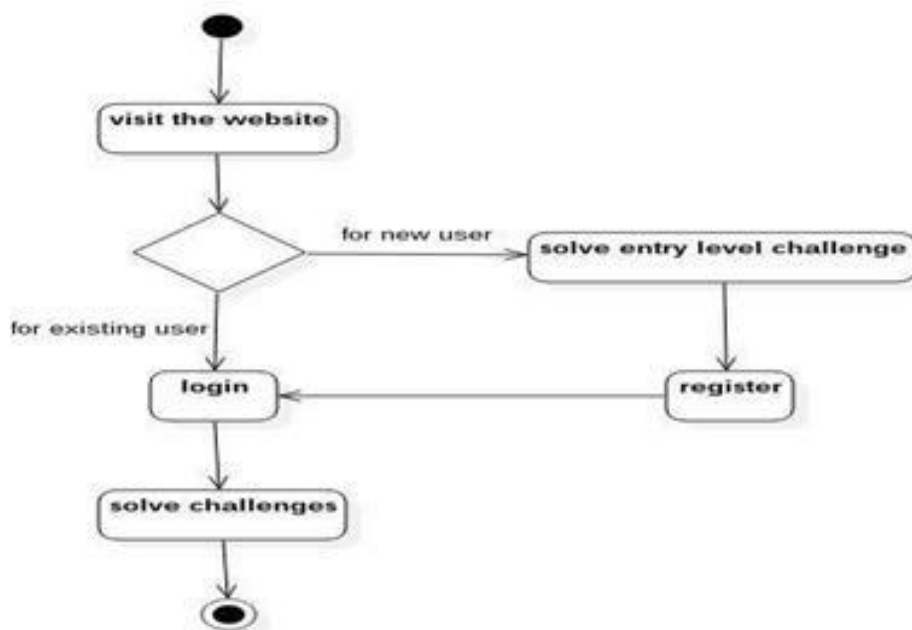 visit the website
for new user
solve entry level challenge
for existing user
login
register
solve challenges